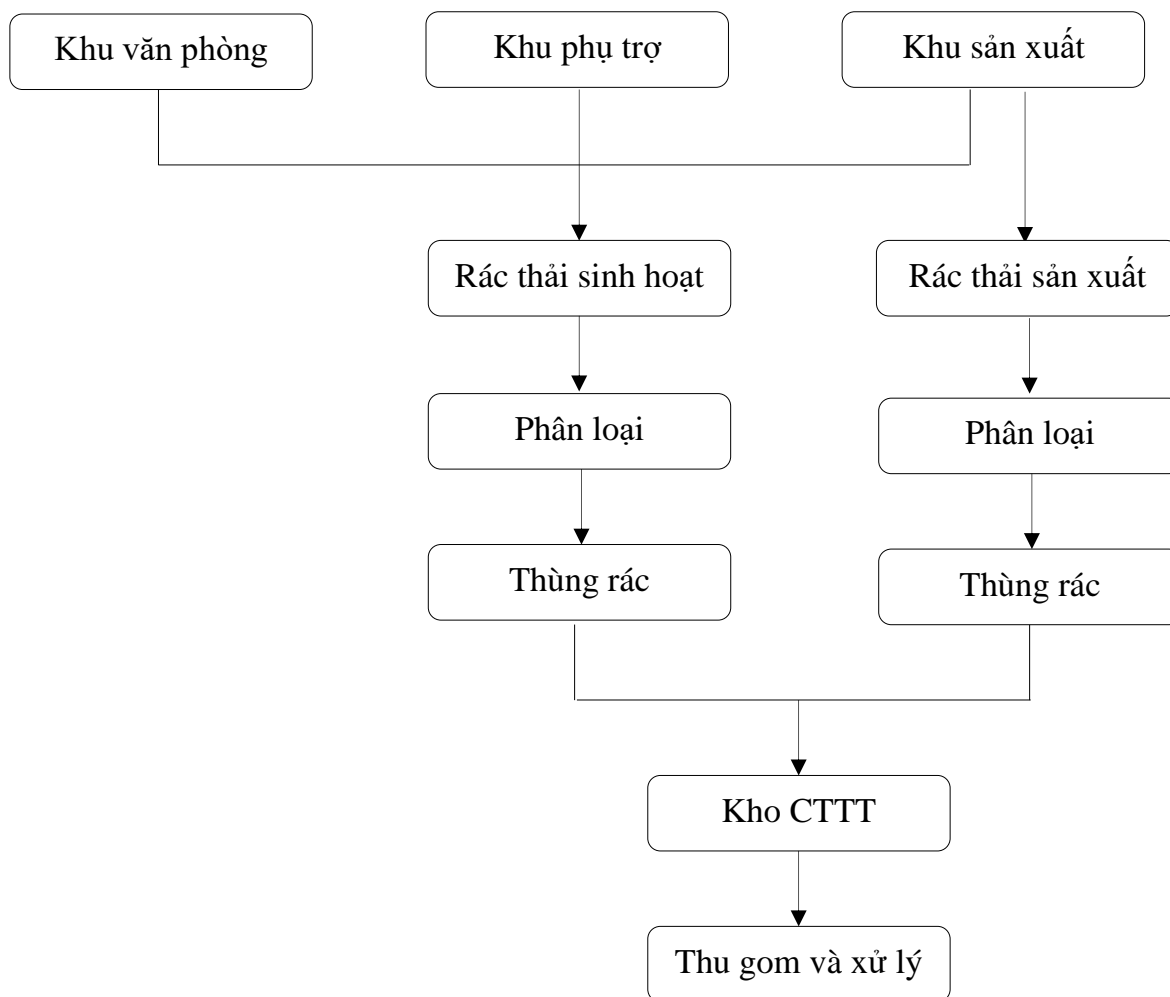 Khu văn phòng
Khu phụ trợ
Khu sản xuất
Rác thải sinh hoạt
Rác thải sản xuất
Phân loại
Phân loại
Thùng rác
Thùng rác
Kho CTTT
Thu gom và xử lý